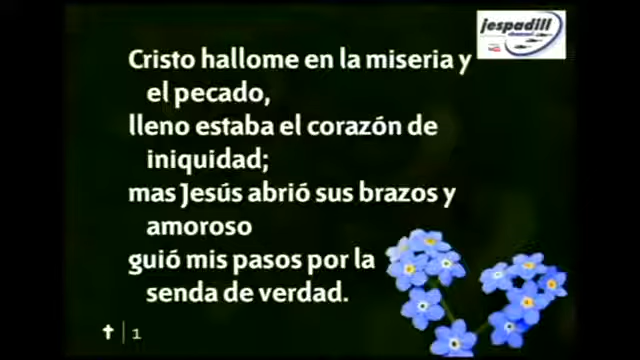 jespadill
Cristo hallome en la miseria y
el pecado,
lleno estaba el corazón de
iniquidad;
mas Jesús abrió sus brazos y
amoroso
guió mis pasos por la
senda de verdad.
1